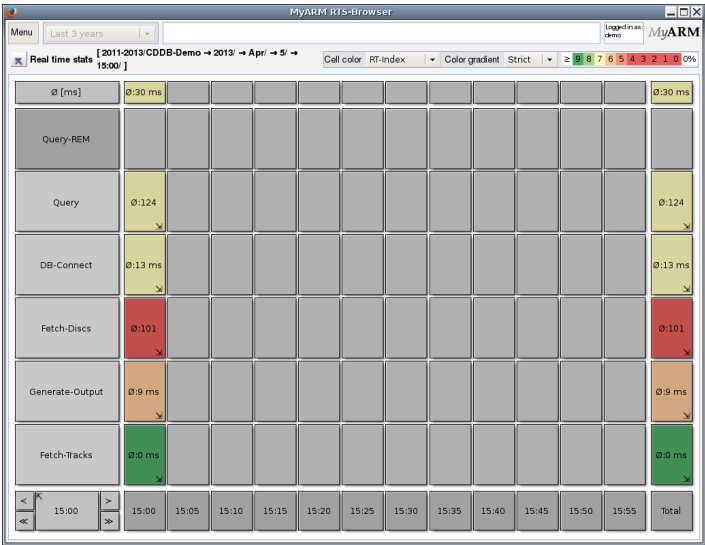 MyARM RTS-Browser
Menu
Last 3 years
Logged in as:
demo
MyARM
Real time stats
[ 2011-2013/CDDB-Demo → 2013/ → Apr/ → 5/ →
15:00/ ]
Cell color RT-Index
Color gradient Strict
≥ 9 8 7 6 5 4 3 2 1 0 0%
Ø [ms] Ø:30 ms Ø:30 ms
Query-REM
Query Ø:124 Ø:124
DB-Connect Ø:13 ms Ø:13 ms
Fetch-Discs Ø:101 Ø:101
Generate-Output Ø:9 ms Ø:9 ms
Fetch-Tracks Ø:0 ms Ø:0 ms
< 15:00 >
≪ ≫
15:00 15:05 15:10 15:15 15:20 15:25 15:30 15:35 15:40 15:45 15:50 15:55 Total